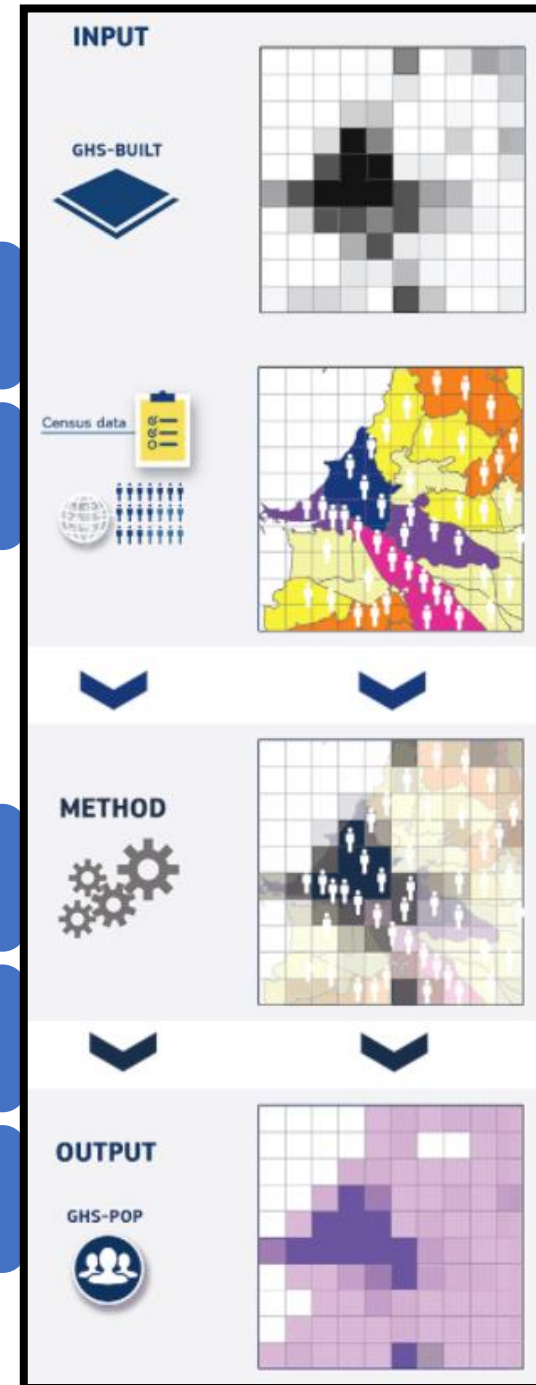 INPUT
GHS-BUILT
Census data
METHOD
OUTPUT
GHS-POP